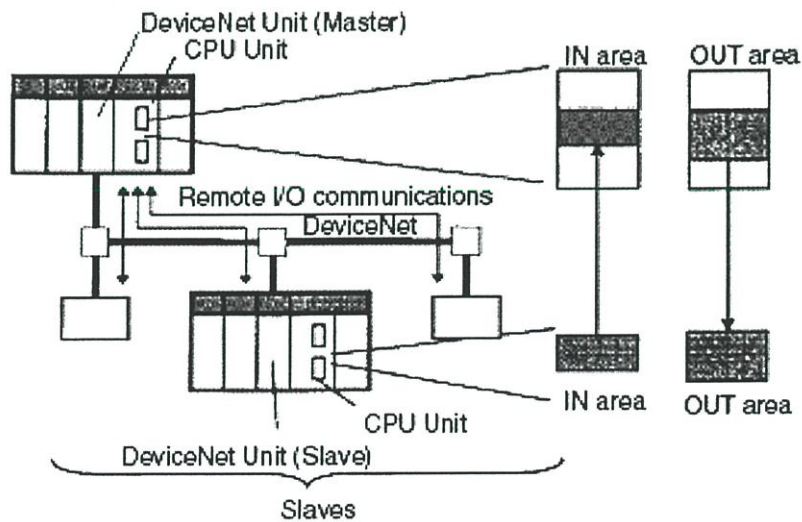 DeviceNet Unit (Master)
CPU Unit
IN area
OUT area
Remote I/O communications
DeviceNet
IN area
OUT area
CPU Unit
DeviceNet Unit (Slave)
Slaves